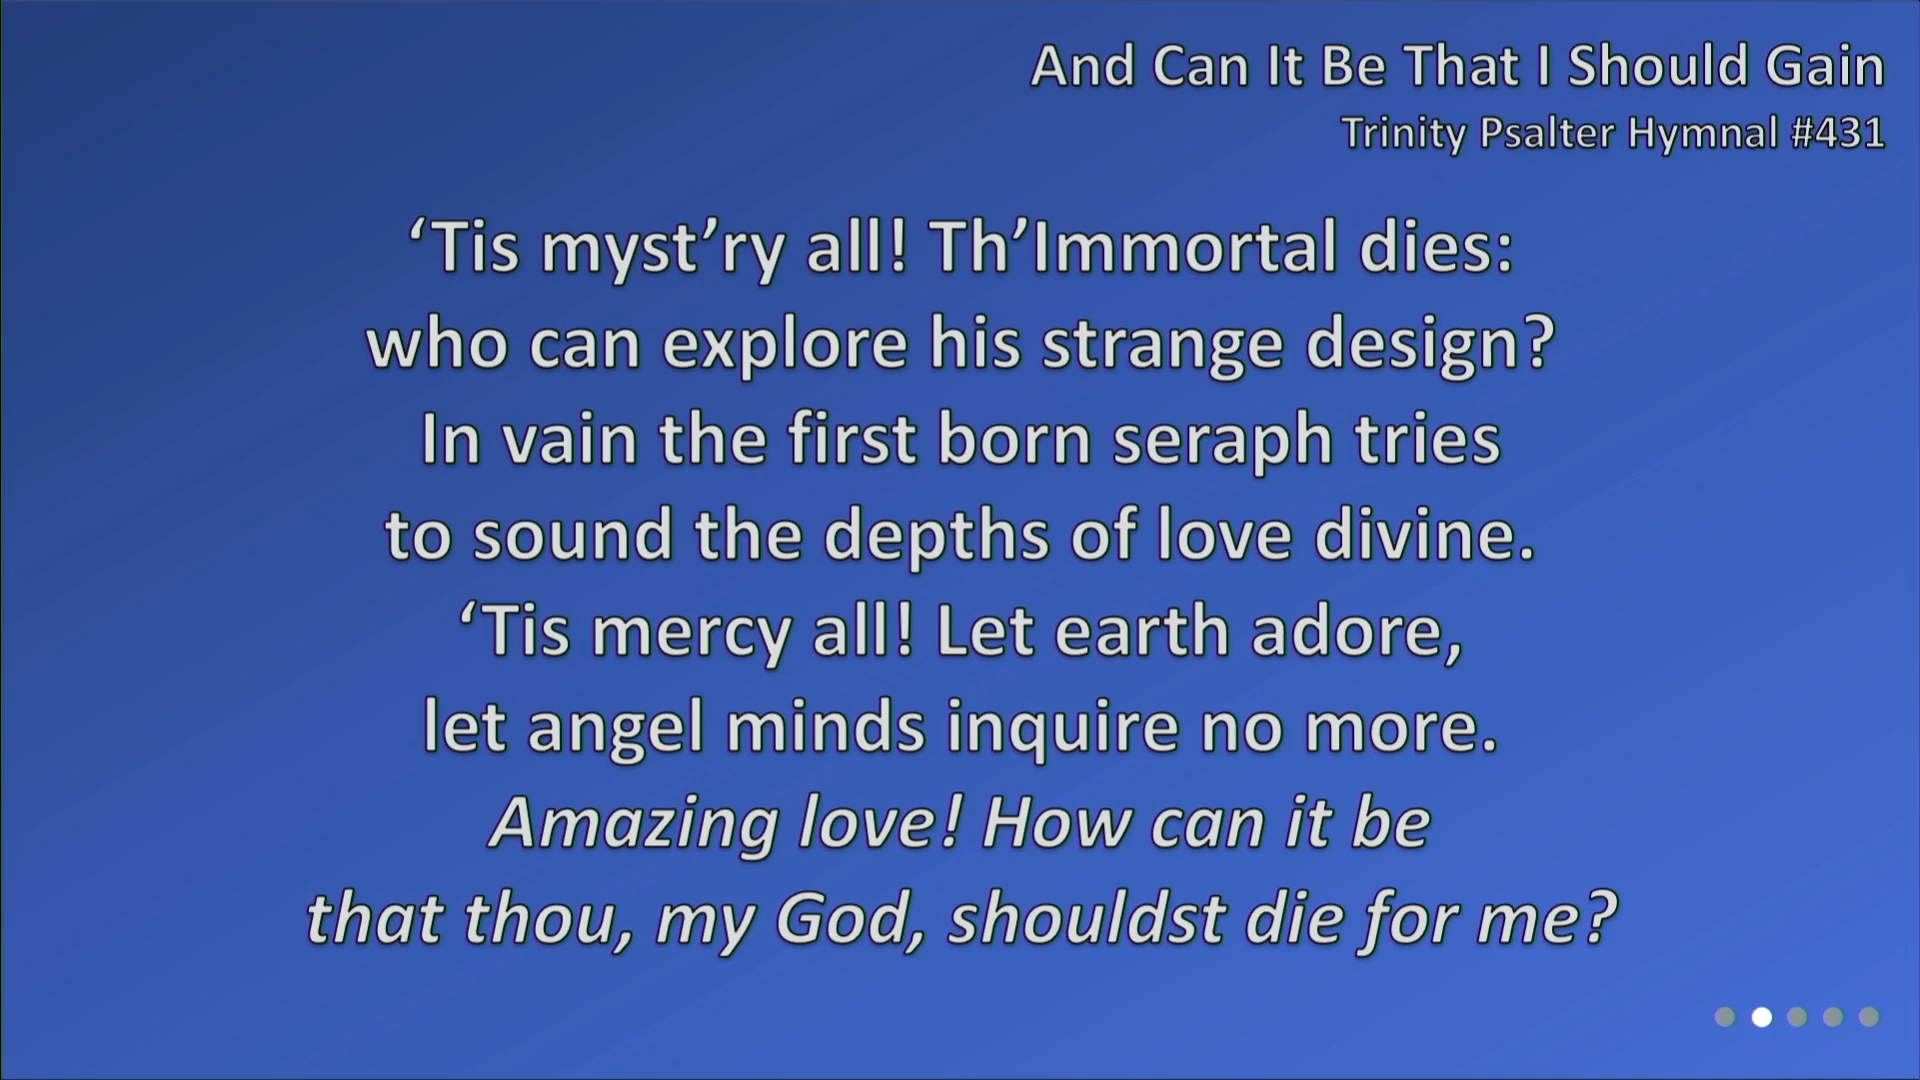 And Can It Be That I Should Gain
Trinity Psalter Hymnal #431
‘Tis myst’ry all! Th’Immortal dies:
who can explore his strange design?
In vain the first born seraph tries
to sound the depths of love divine.
‘Tis mercy all! Let earth adore,
let angel minds inquire no more.
Amazing love! How can it be
that thou, my God, shouldst die for me?